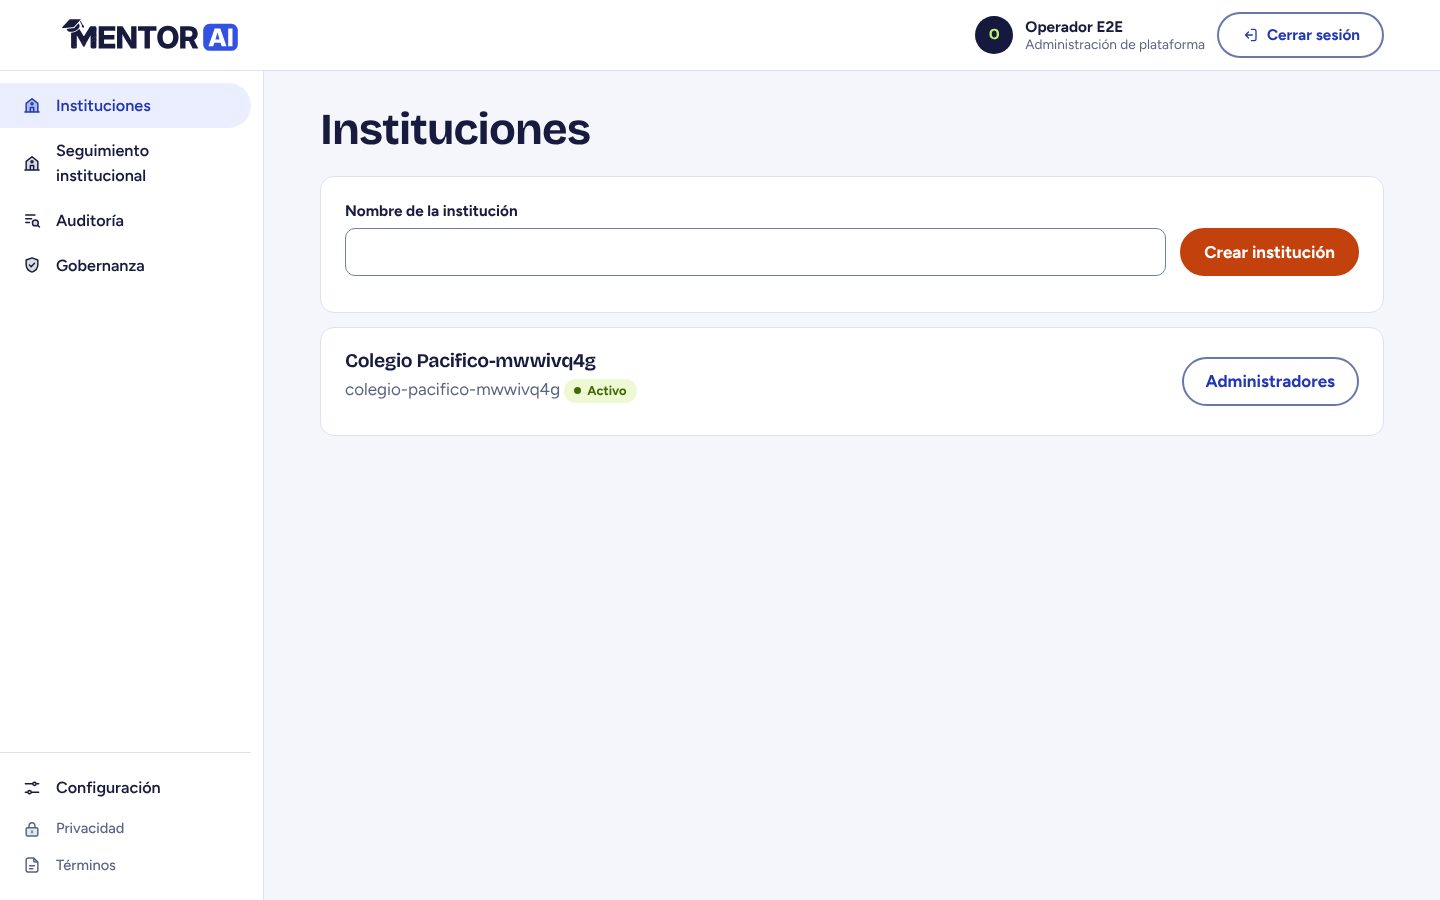 MENTOR AI
O
Operador E2E
Administración de plataforma
Cerrar sesión
Instituciones
Seguimiento
institucional
Auditoría
Gobernanza
Configuración
Privacidad
Términos
Instituciones
Nombre de la institución
Crear institución
Colegio Pacifico-mwwivq4g
colegio-pacifico-mwwivq4g Activo
Administradores